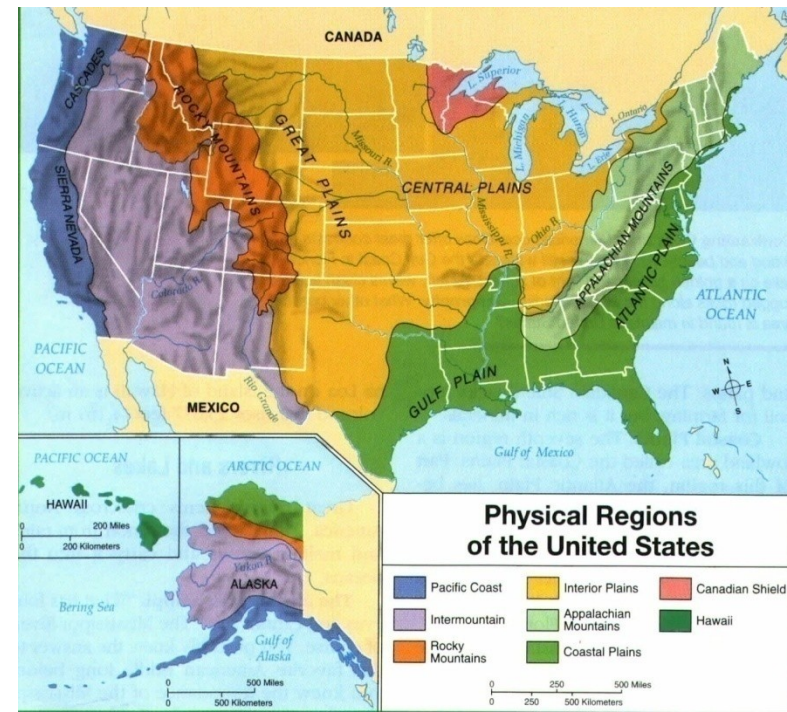 CANADA
CASCADES
ROCKY MOUNTAINS
GREAT PLAINS
Missouri R.
L. Superior
L. Michigan
L. Huron
L. Ontario
L. Erie
SIERRA NEVADA
CENTRAL PLAINS
Mississippi R.
Ohio R.
APPALACHIAN MOUNTAINS
ATLANTIC PLAIN
Colorado R.
ATLANTIC
OCEAN
PACIFIC
OCEAN
GULF PLAIN
Rio Grande
MEXICO
N
W
E
S
Gulf of Mexico
PACIFIC OCEAN
ARCTIC OCEAN
HAWAII
0 200 Miles
0 200 Kilometers
Yukon R.
ALASKA
Bering Sea
Gulf of
Alaska
0 500 Miles
0 500 Kilometers
Physical Regions
of the United States
Pacific Coast
Interior Plains
Canadian Shield
Intermountain
Appalachian
Mountains
Hawaii
Rocky
Mountains
Coastal Plains
0 250 500 Miles
0 250 500 Kilometers